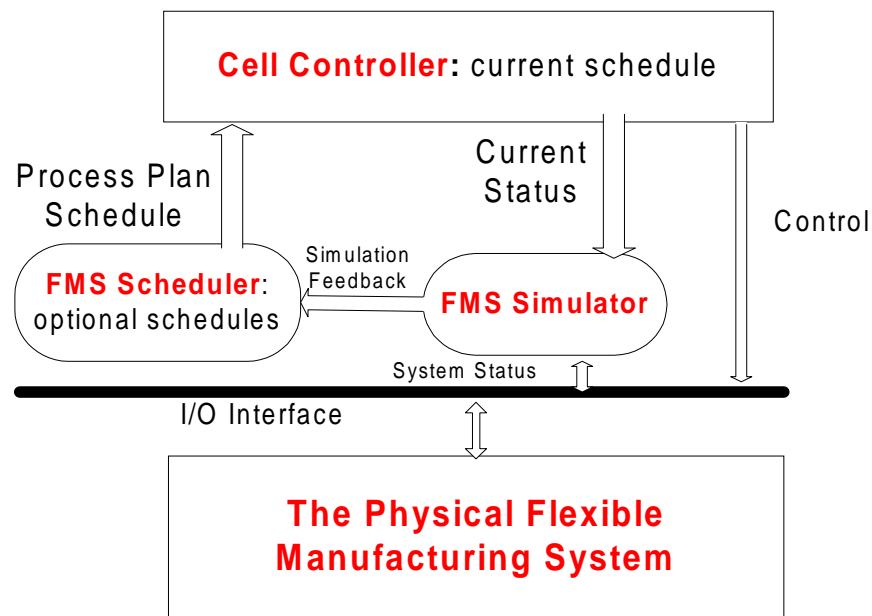 Cell Controller: current schedule
Process Plan
Schedule
Current
Status
Control
Simulation
Feedback
FMS Scheduler:
optional schedules
FMS Simulator
System Status
I/O Interface
The Physical Flexible
Manufacturing System